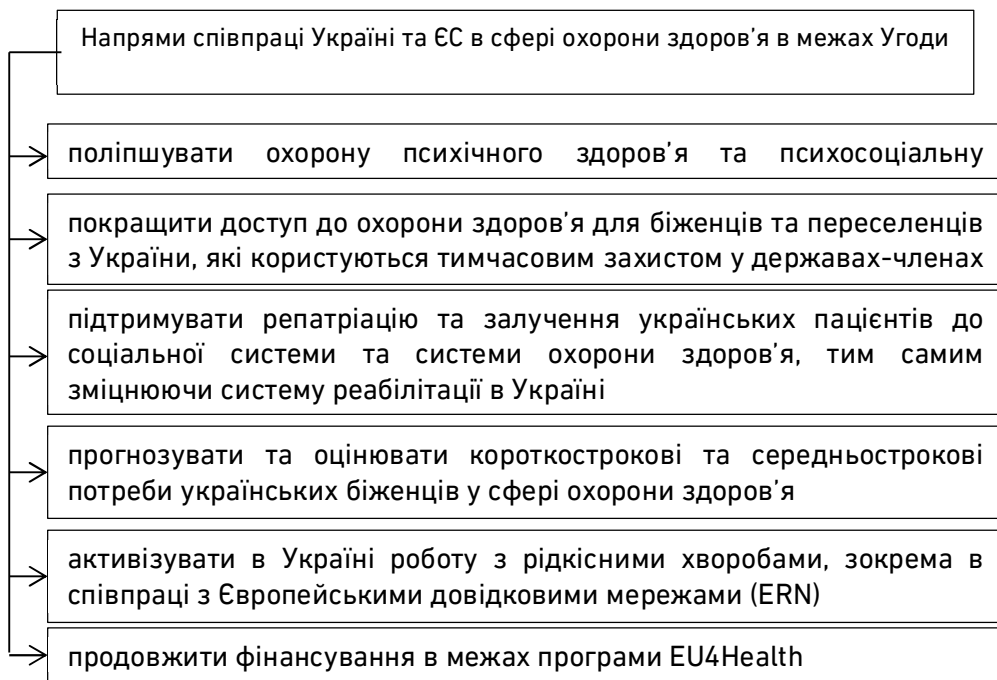 Напрями співпраці Україні та ЄС в сфері охорони здоров’я в межах Угоди
поліпшувати охорону психічного здоров’я та психосоціальну
покращити доступ до охорони здоров’я для біженців та переселенців
з України, які користуються тимчасовим захистом у державах-членах
підтримувати репатріацію та залучення українських пацієнтів до
соціальної системи та системи охорони здоров’я, тим самим
зміцнюючи систему реабілітації в Україні
прогнозувати та оцінювати короткострокові та середньострокові
потреби українських біженців у сфері охорони здоров’я
активізувати в Україні роботу з рідкісними хворобами, зокрема в
співпраці з Європейськими довідковими мережами (ERN)
продовжити фінансування в межах програми EU4Health